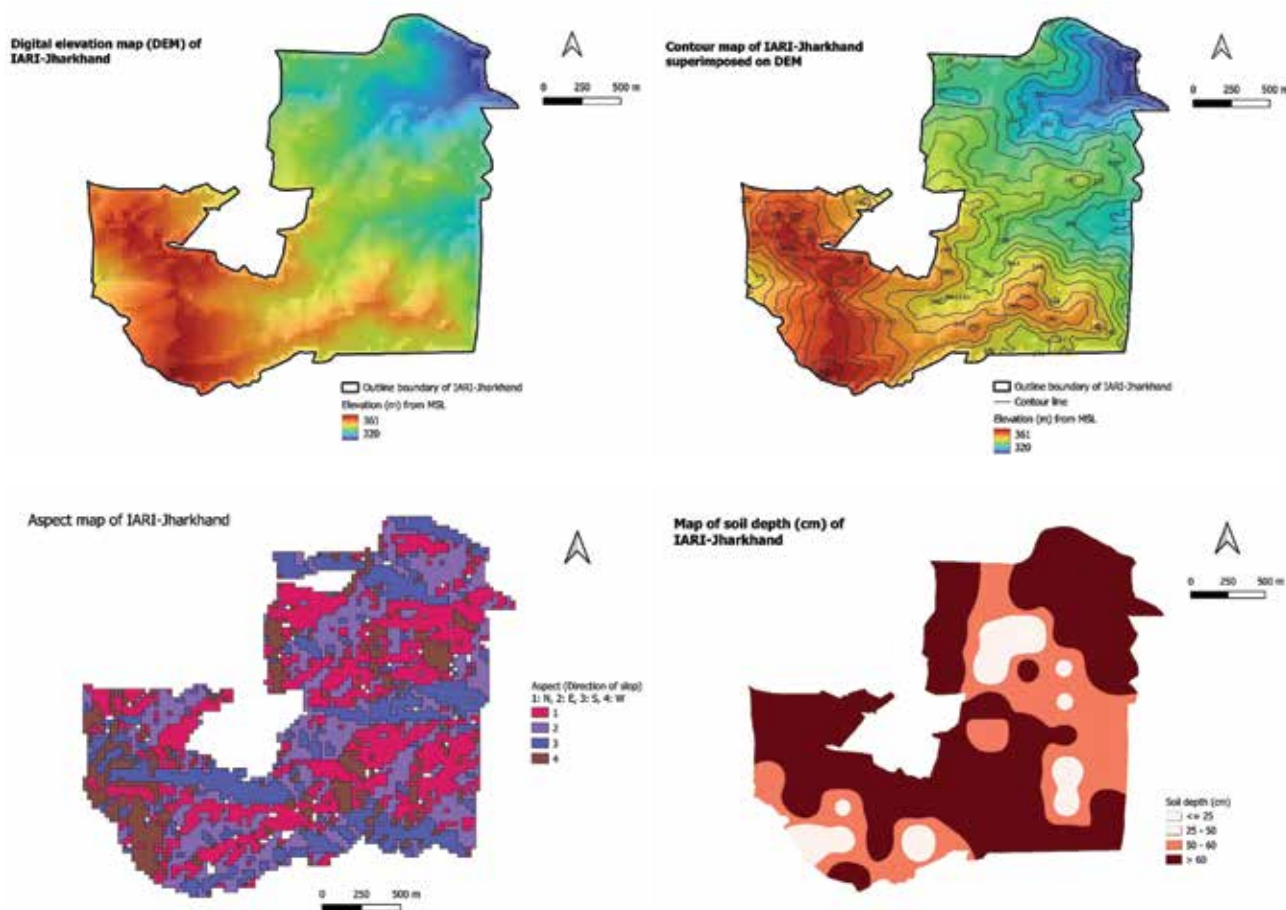 Digital elevation map (DEM) of
IARI-Jharkhand
0 250 500 m
Outline boundary of IARI-Jharkhand
Elevation (m) from MSL
361
320
Contour map of IARI-Jharkhand
superimposed on DEM
0 250 500 m
Outline boundary of IARI-Jharkhand
Contour line
Elevation (m) from MSL
361
320
Aspect map of IARI-Jharkhand
Aspect (Direction of slop)
1: N, 2: E, 3: S, 4: W
1
2
3
4
0 250 500 m
Map of soil depth (cm) of
IARI-Jharkhand
0 250 500 m
Soil depth (cm)
<= 25
25 - 50
50 - 60
> 60